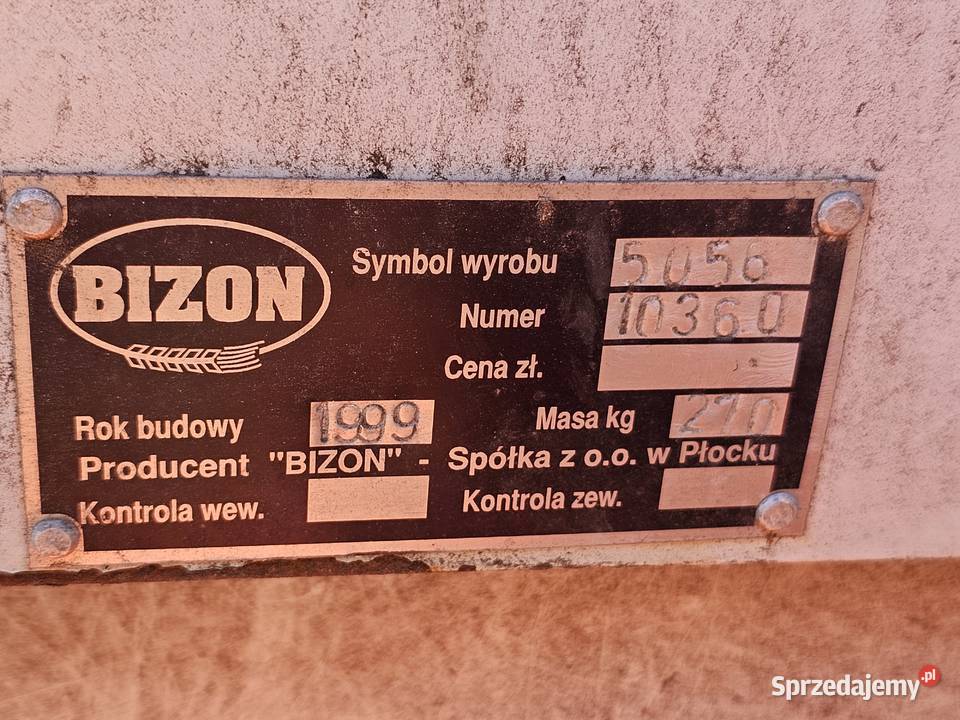 BIZON
Symbol wyrobu 5056
Numer 10360
Cena zł.
Rok budowy 1999 Masa kg 270
Producent "BIZON" - Spółka z o.o. w Płocku
Kontrola wew. Kontrola zew.
Sprzedajemy.pl